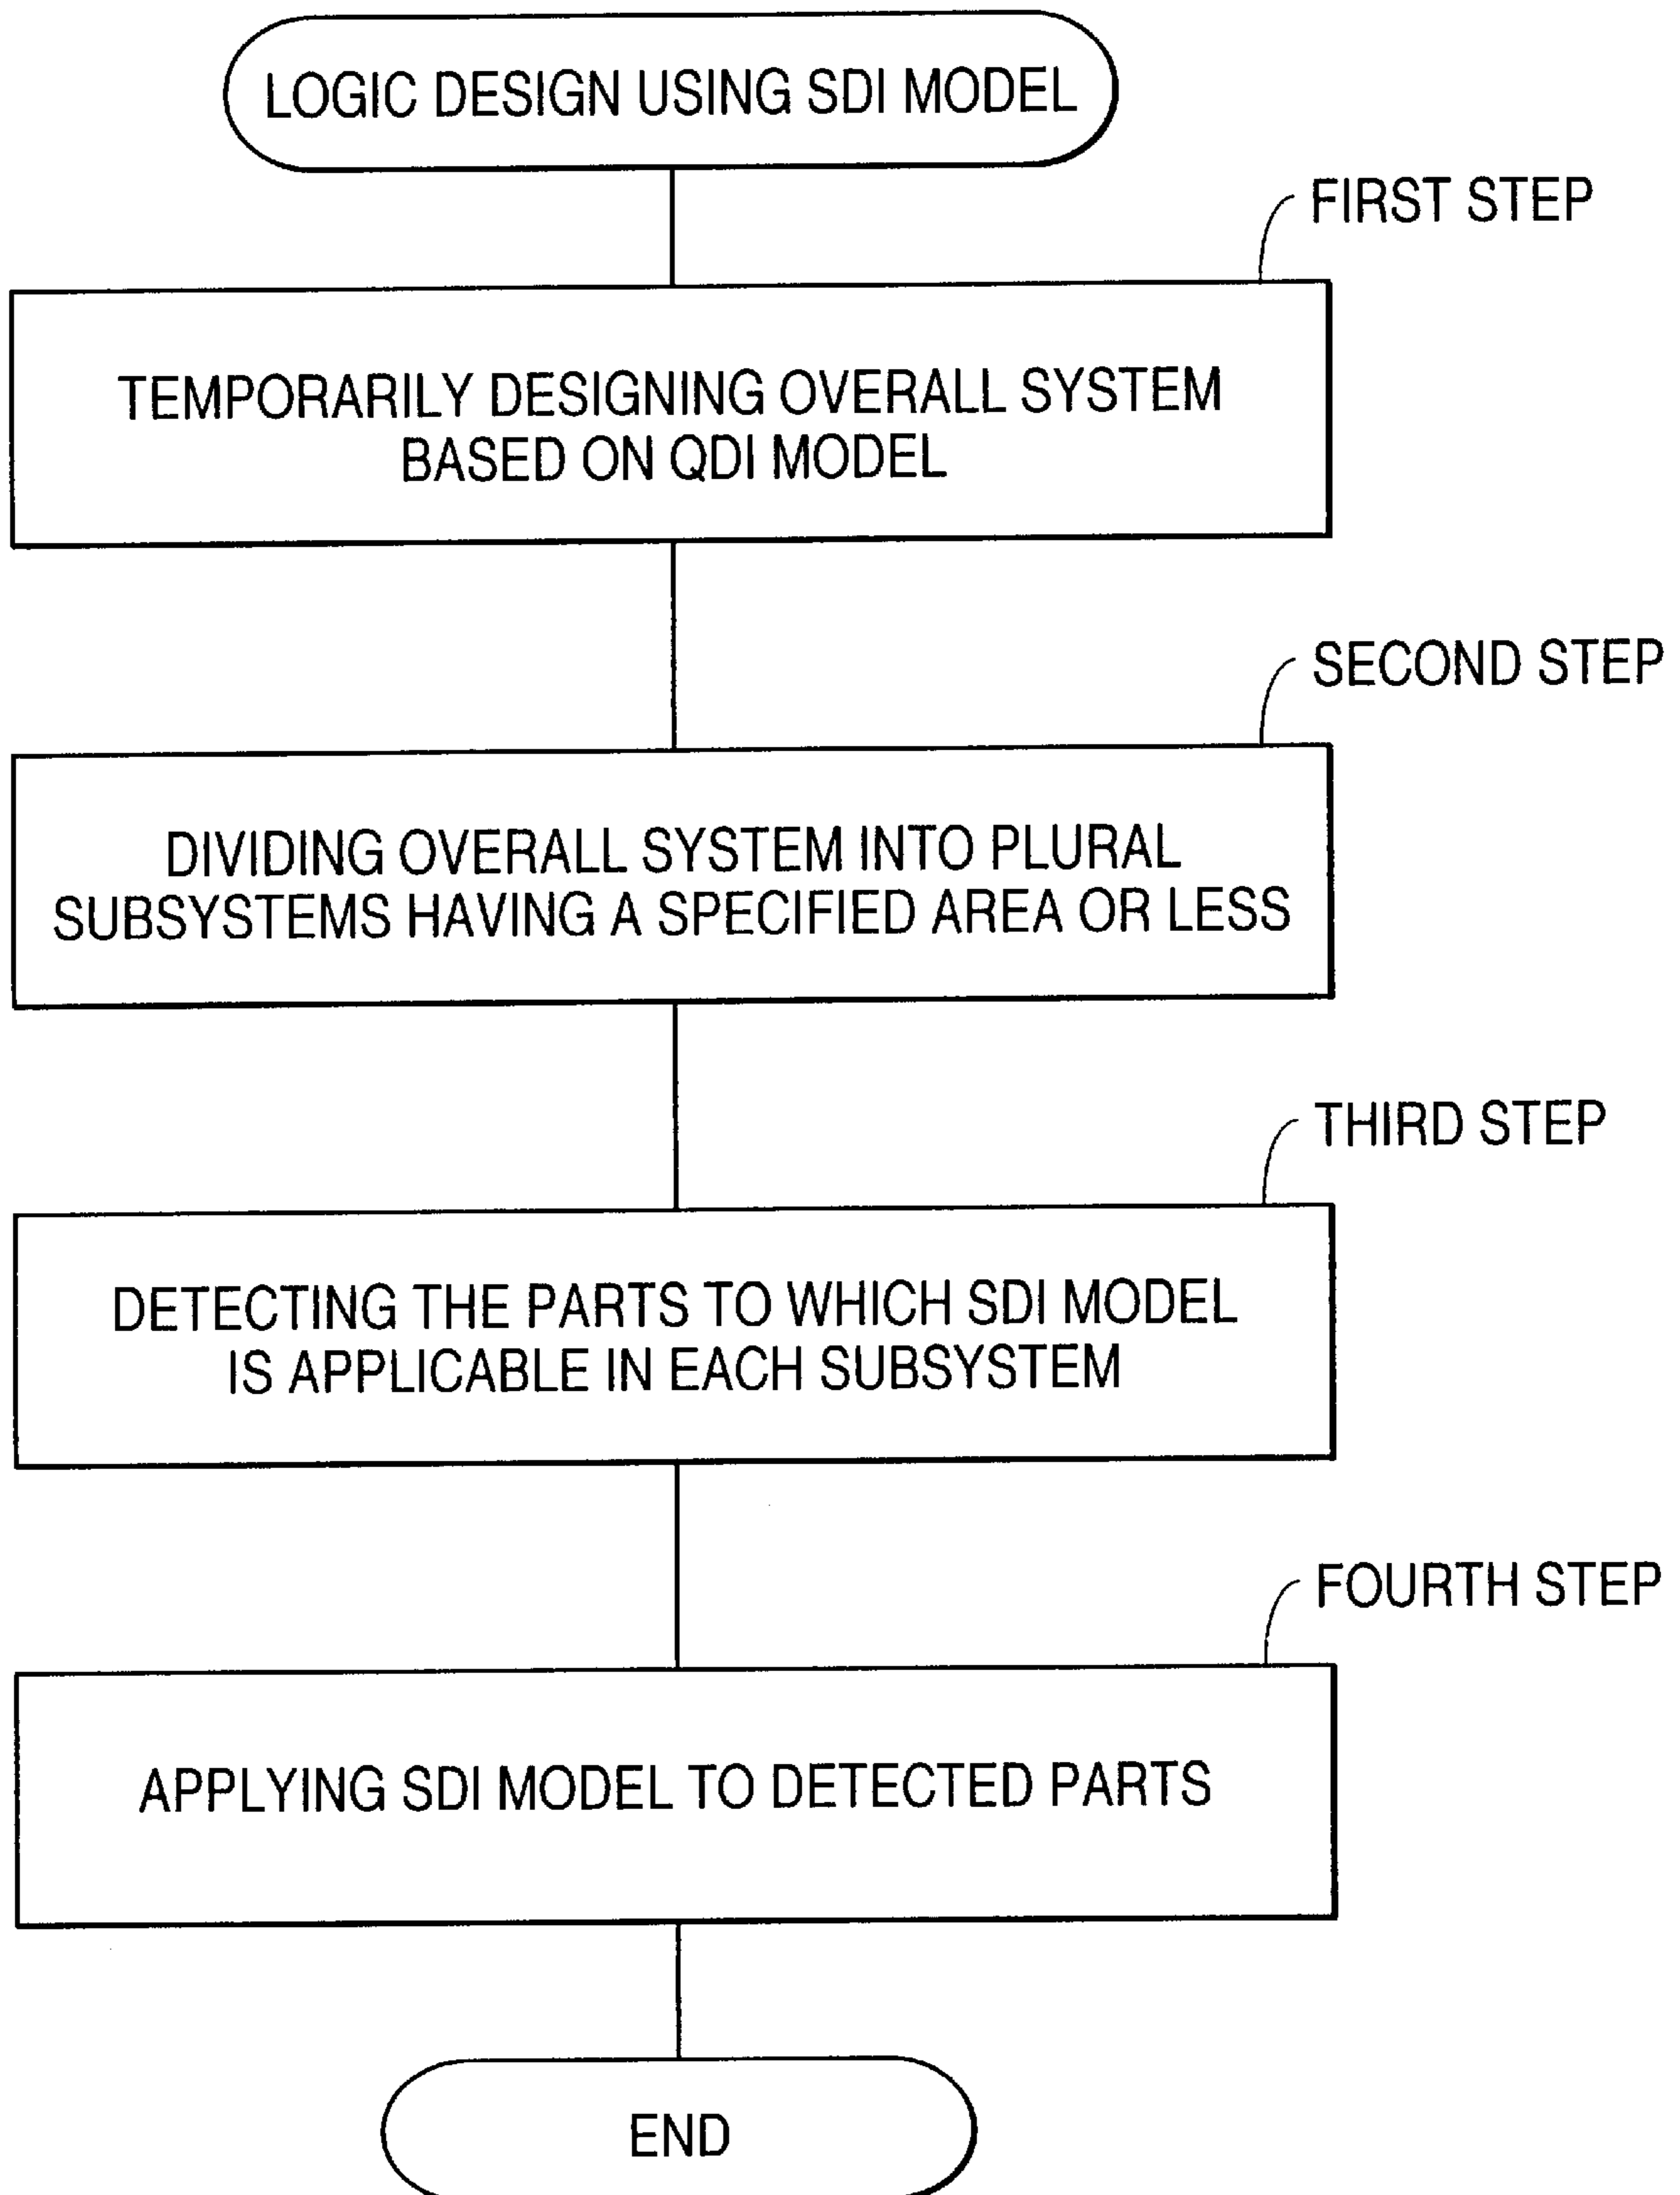 LOGIC DESIGN USING SDI MODEL
FIRST STEP
TEMPORARILY DESIGNING OVERALL SYSTEM
BASED ON QDI MODEL
SECOND STEP
DIVIDING OVERALL SYSTEM INTO PLURAL
SUBSYSTEMS HAVING A SPECIFIED AREA OR LESS
THIRD STEP
DETECTING THE PARTS TO WHICH SDI MODEL
IS APPLICABLE IN EACH SUBSYSTEM
FOURTH STEP
APPLYING SDI MODEL TO DETECTED PARTS
END